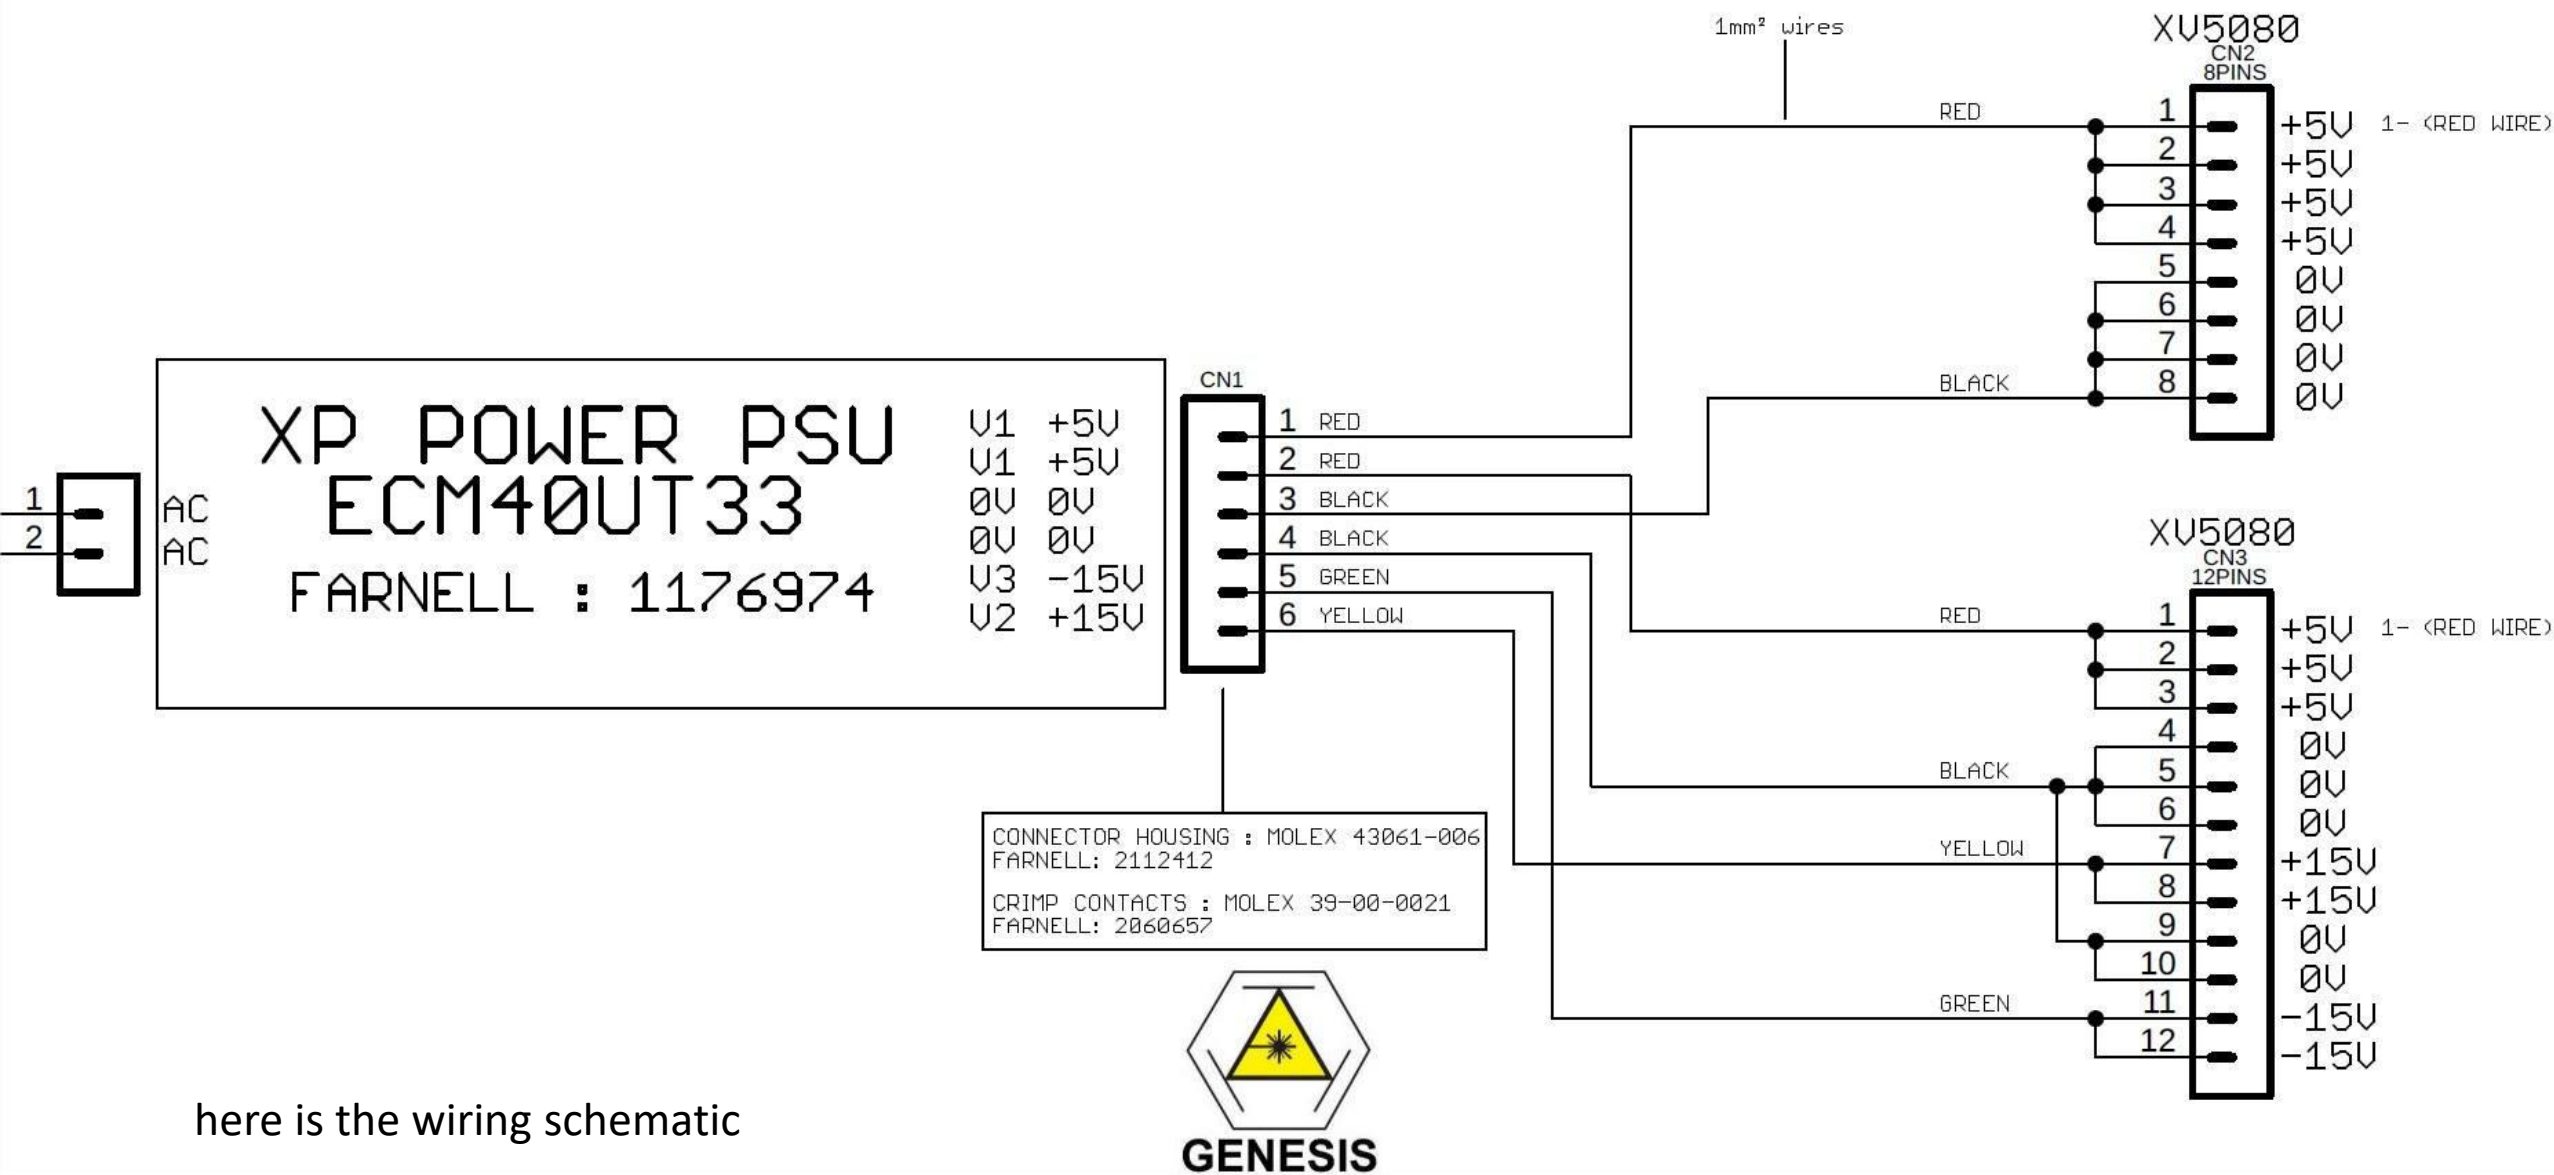 1mm² wires
XV5080
CN2
8PINS
RED
1 +5V 1- (RED WIRE)
2 +5V
3 +5V
4 +5V
5 0V
6 0V
7 0V
BLACK
8 0V
XP POWER PSU
ECM40UT33
FARNELL : 1176974
1 AC
2 AC
CN1
V1 +5V 1 RED
V1 +5V 2 RED
0V 0V 3 BLACK
0V 0V 4 BLACK
V3 -15V 5 GREEN
V2 +15V 6 YELLOW
XV5080
CN3
12PINS
RED
1 +5V 1- (RED WIRE)
2 +5V
3 +5V
4 0V
BLACK
5 0V
6 0V
YELLOW
7 +15V
8 +15V
9 0V
10 0V
GREEN
11 -15V
12 -15V
CONNECTOR HOUSING : MOLEX 43061-006
FARNELL: 2112412
CRIMP CONTACTS : MOLEX 39-00-0021
FARNELL: 2060657
here is the wiring schematic
GENESIS